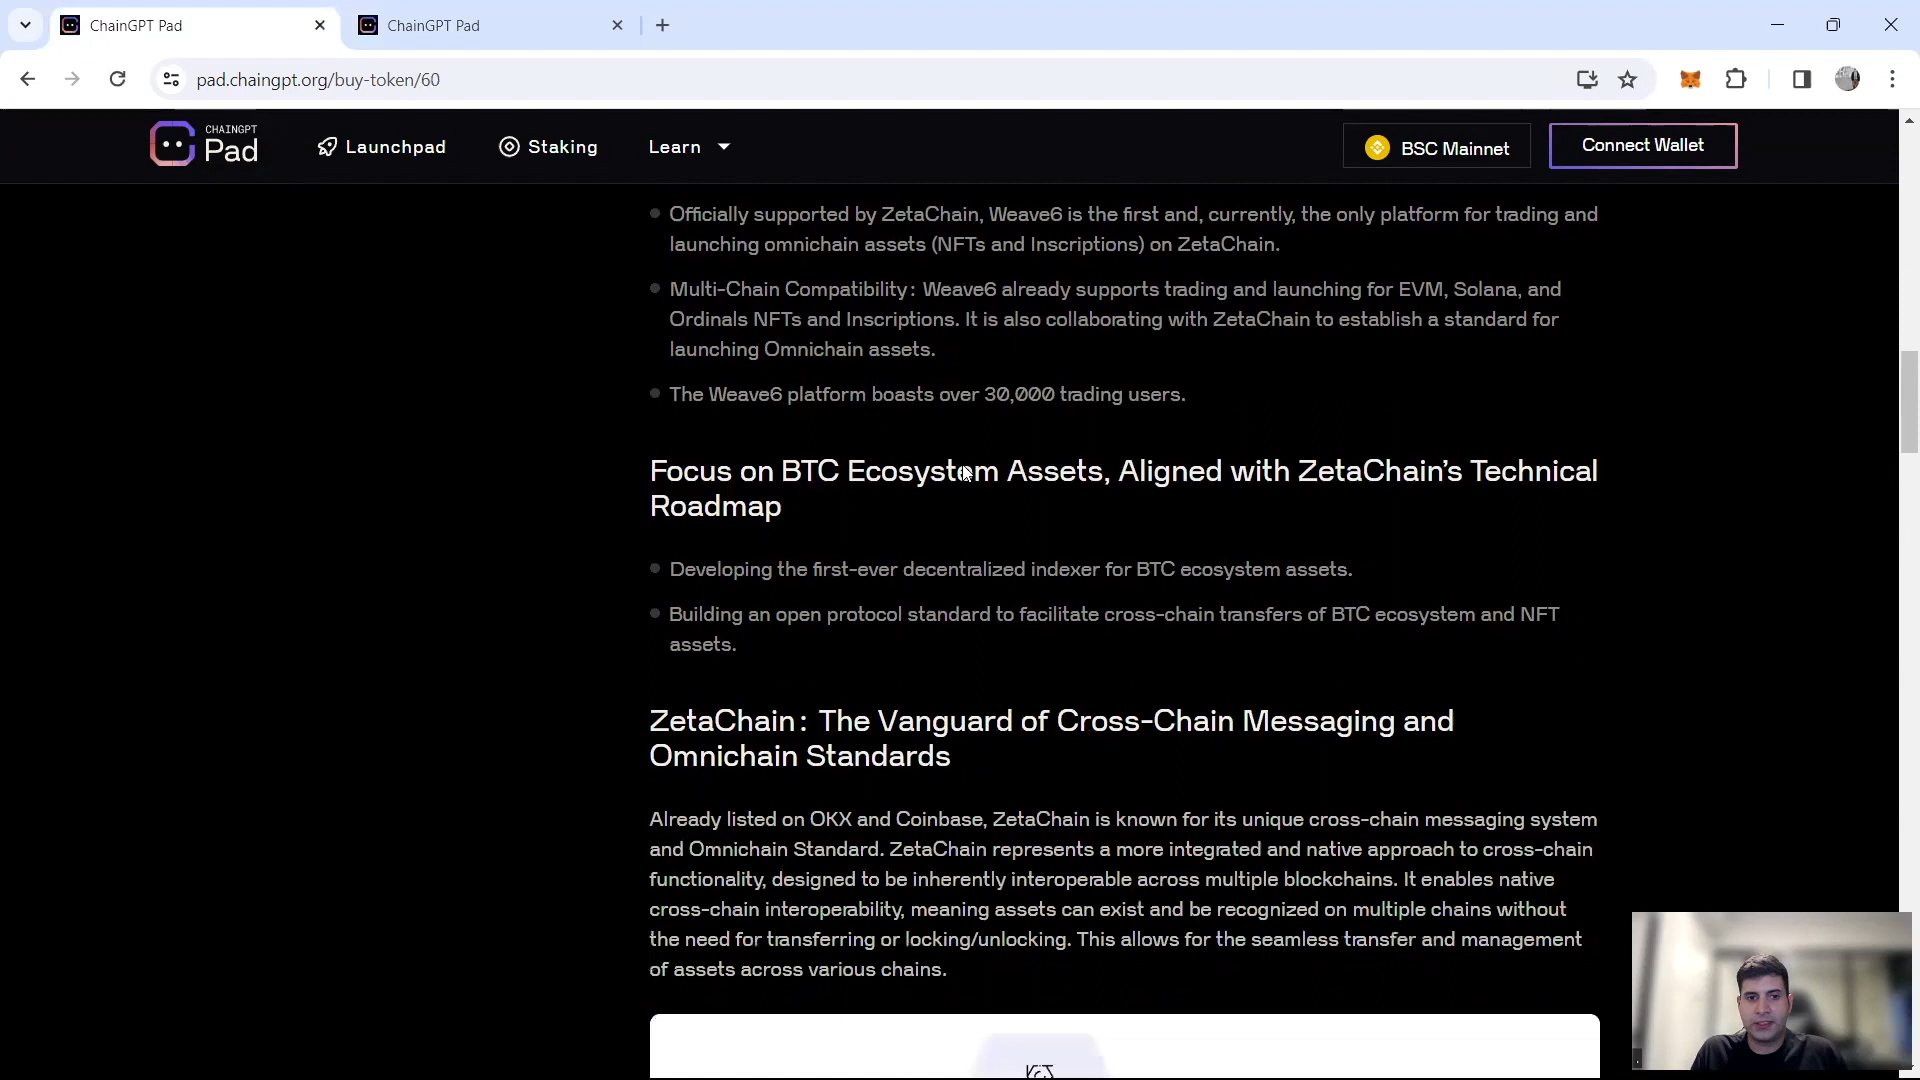 ChainGPT Pad
ChainGPT Pad
pad.chaingpt.org/buy-token/60
CHAINGPT
Pad
Launchpad
Staking
Learn
BSC Mainnet
Connect Wallet
Officially supported by ZetaChain, Weave6 is the first and, currently, the only platform for trading and
launching omnichain assets (NFTs and Inscriptions) on ZetaChain.
Multi-Chain Compatibility: Weave6 already supports trading and launching for EVM, Solana, and
Ordinals NFTs and Inscriptions. It is also collaborating with ZetaChain to establish a standard for
launching Omnichain assets.
The Weave6 platform boasts over 30,000 trading users.
Focus on BTC Ecosystem Assets, Aligned with ZetaChain's Technical
Roadmap
Developing the first-ever decentralized indexer for BTC ecosystem assets.
Building an open protocol standard to facilitate cross-chain transfers of BTC ecosystem and NFT
assets.
ZetaChain: The Vanguard of Cross-Chain Messaging and
Omnichain Standards
Already listed on OKX and Coinbase, ZetaChain is known for its unique cross-chain messaging system
and Omnichain Standard. ZetaChain represents a more integrated and native approach to cross-chain
functionality, designed to be inherently interoperable across multiple blockchains. It enables native
cross-chain interoperability, meaning assets can exist and be recognized on multiple chains without
the need for transferring or locking/unlocking. This allows for the seamless transfer and management
of assets across various chains.